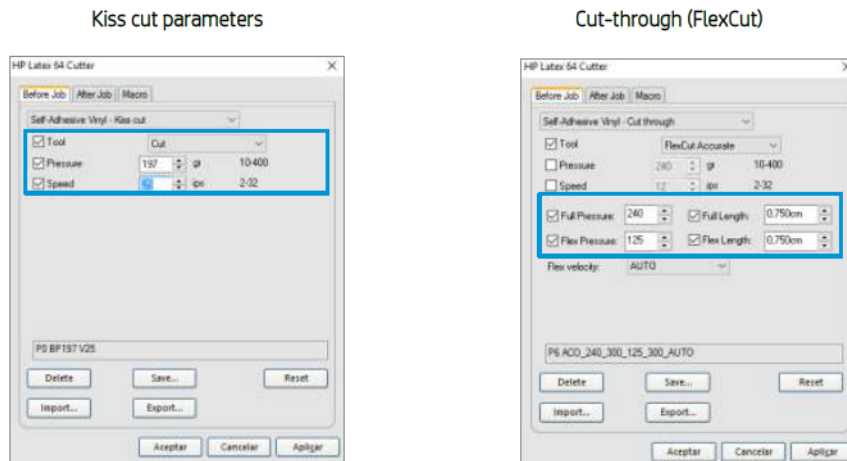 Kiss cut parameters
HP Latex 64 Cutter
Before Job After Job Macro
Self-Adhesive Vinyl - Kiss cut
Tool Cut
Pressure 197 gr 10-400
Speed ips 2-32
P0 BP197 V25
Delete Save... Reset
Import... Export...
Aceptar Cancelar Aplicar
Cut-through (FlexCut)
HP Latex 64 Cutter
Before Job After Job Macro
Self-Adhesive Vinyl - Cut through
Tool FlexCut Accurate
Pressure 240 gr 10-400
Speed 12 ips 2-32
Full Pressure: 240 Full Length: 0,750cm
Flex Pressure: 125 Flex Length: 0,750cm
Flex velocity: AUTO
P6 ACO_240_300_125_300_AUTO
Delete Save... Reset
Import... Export...
Aceptar Cancelar Aplicar